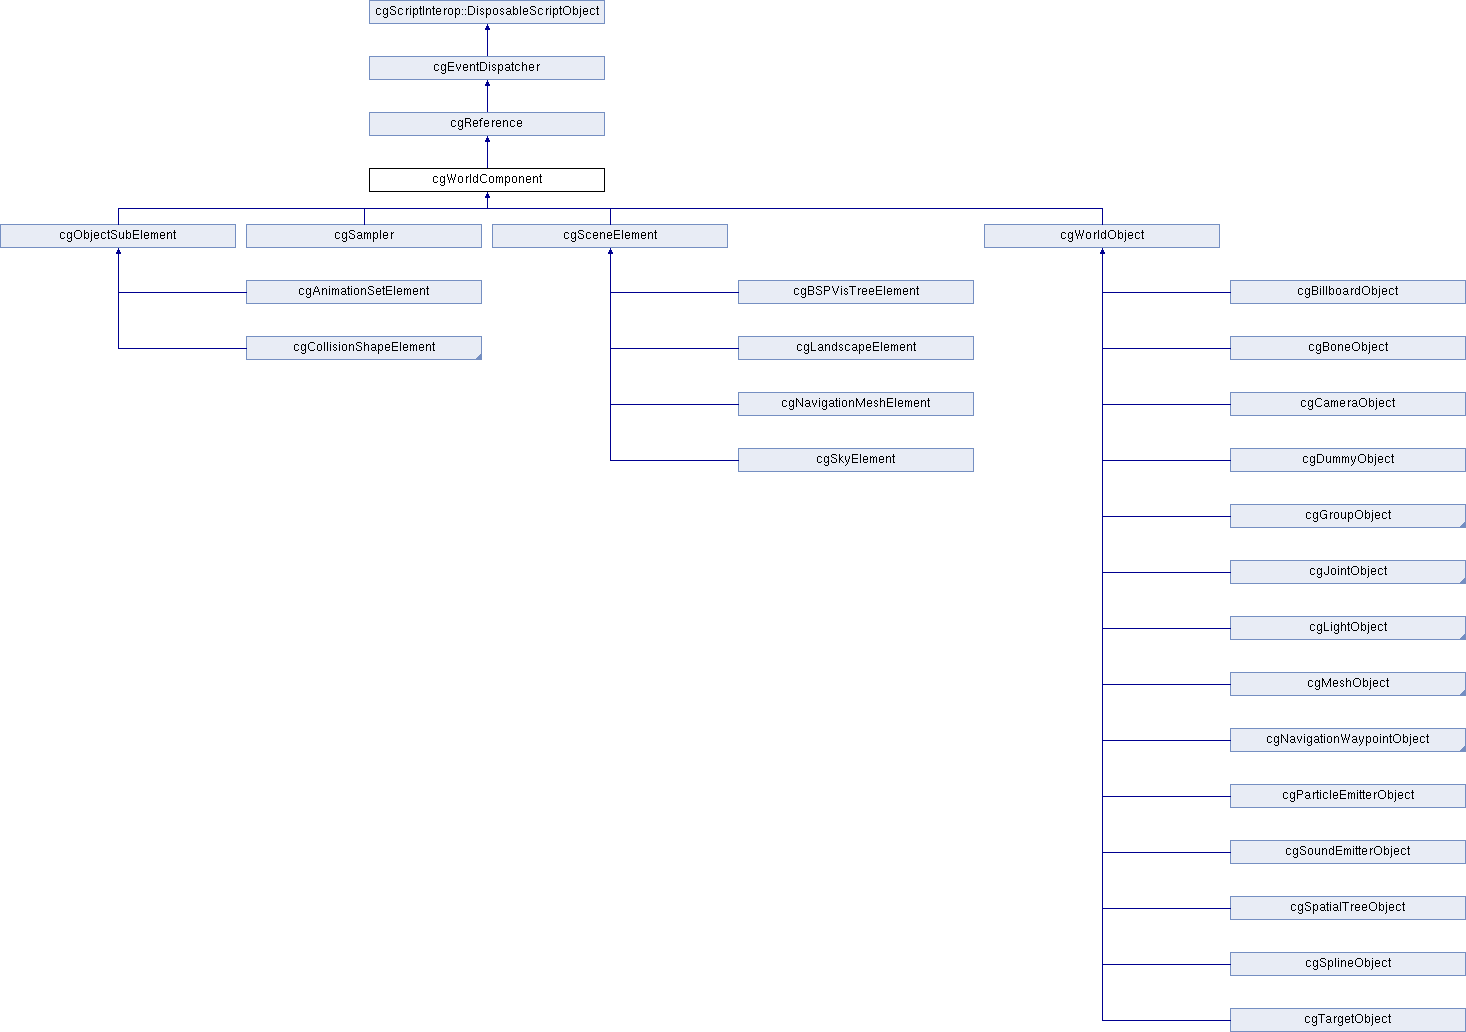 cgScriptInterop::DisposableScriptObject
cgEventDispatcher
cgReference
cgWorldComponent
cgObjectSubElement
cgSampler
cgSceneElement
cgWorldObject
cgAnimationSetElement
cgBSPVisTreeElement
cgBillboardObject
cgCollisionShapeElement
cgLandscapeElement
cgBoneObject
cgNavigationMeshElement
cgCameraObject
cgSkyElement
cgDummyObject
cgGroupObject
cgJointObject
cgLightObject
cgMeshObject
cgNavigationWaypointObject
cgParticleEmitterObject
cgSoundEmitterObject
cgSpatialTreeObject
cgSplineObject
cgTargetObject